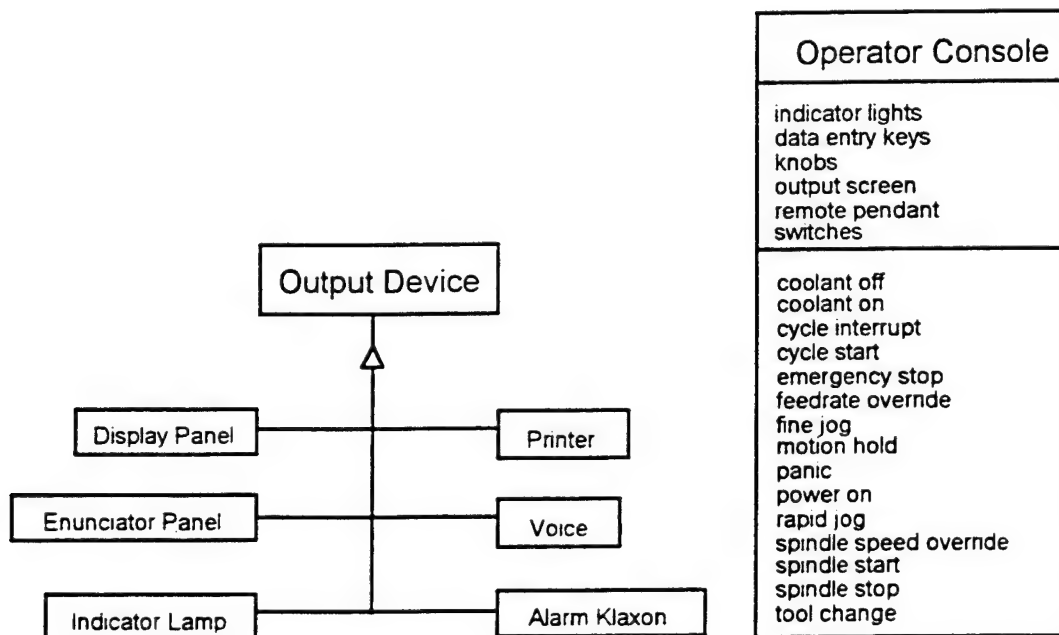 Operator Console
indicator lights
data entry keys
knobs
output screen
remote pendant
switches
coolant off
coolant on
cycle interrupt
cycle start
emergency stop
feedrate override
fine jog
motion hold
panic
power on
rapid jog
spindle speed override
spindle start
spindle stop
tool change
Output Device
Display Panel
Printer
Enunciator Panel
Voice
Indicator Lamp
Alarm Klaxon